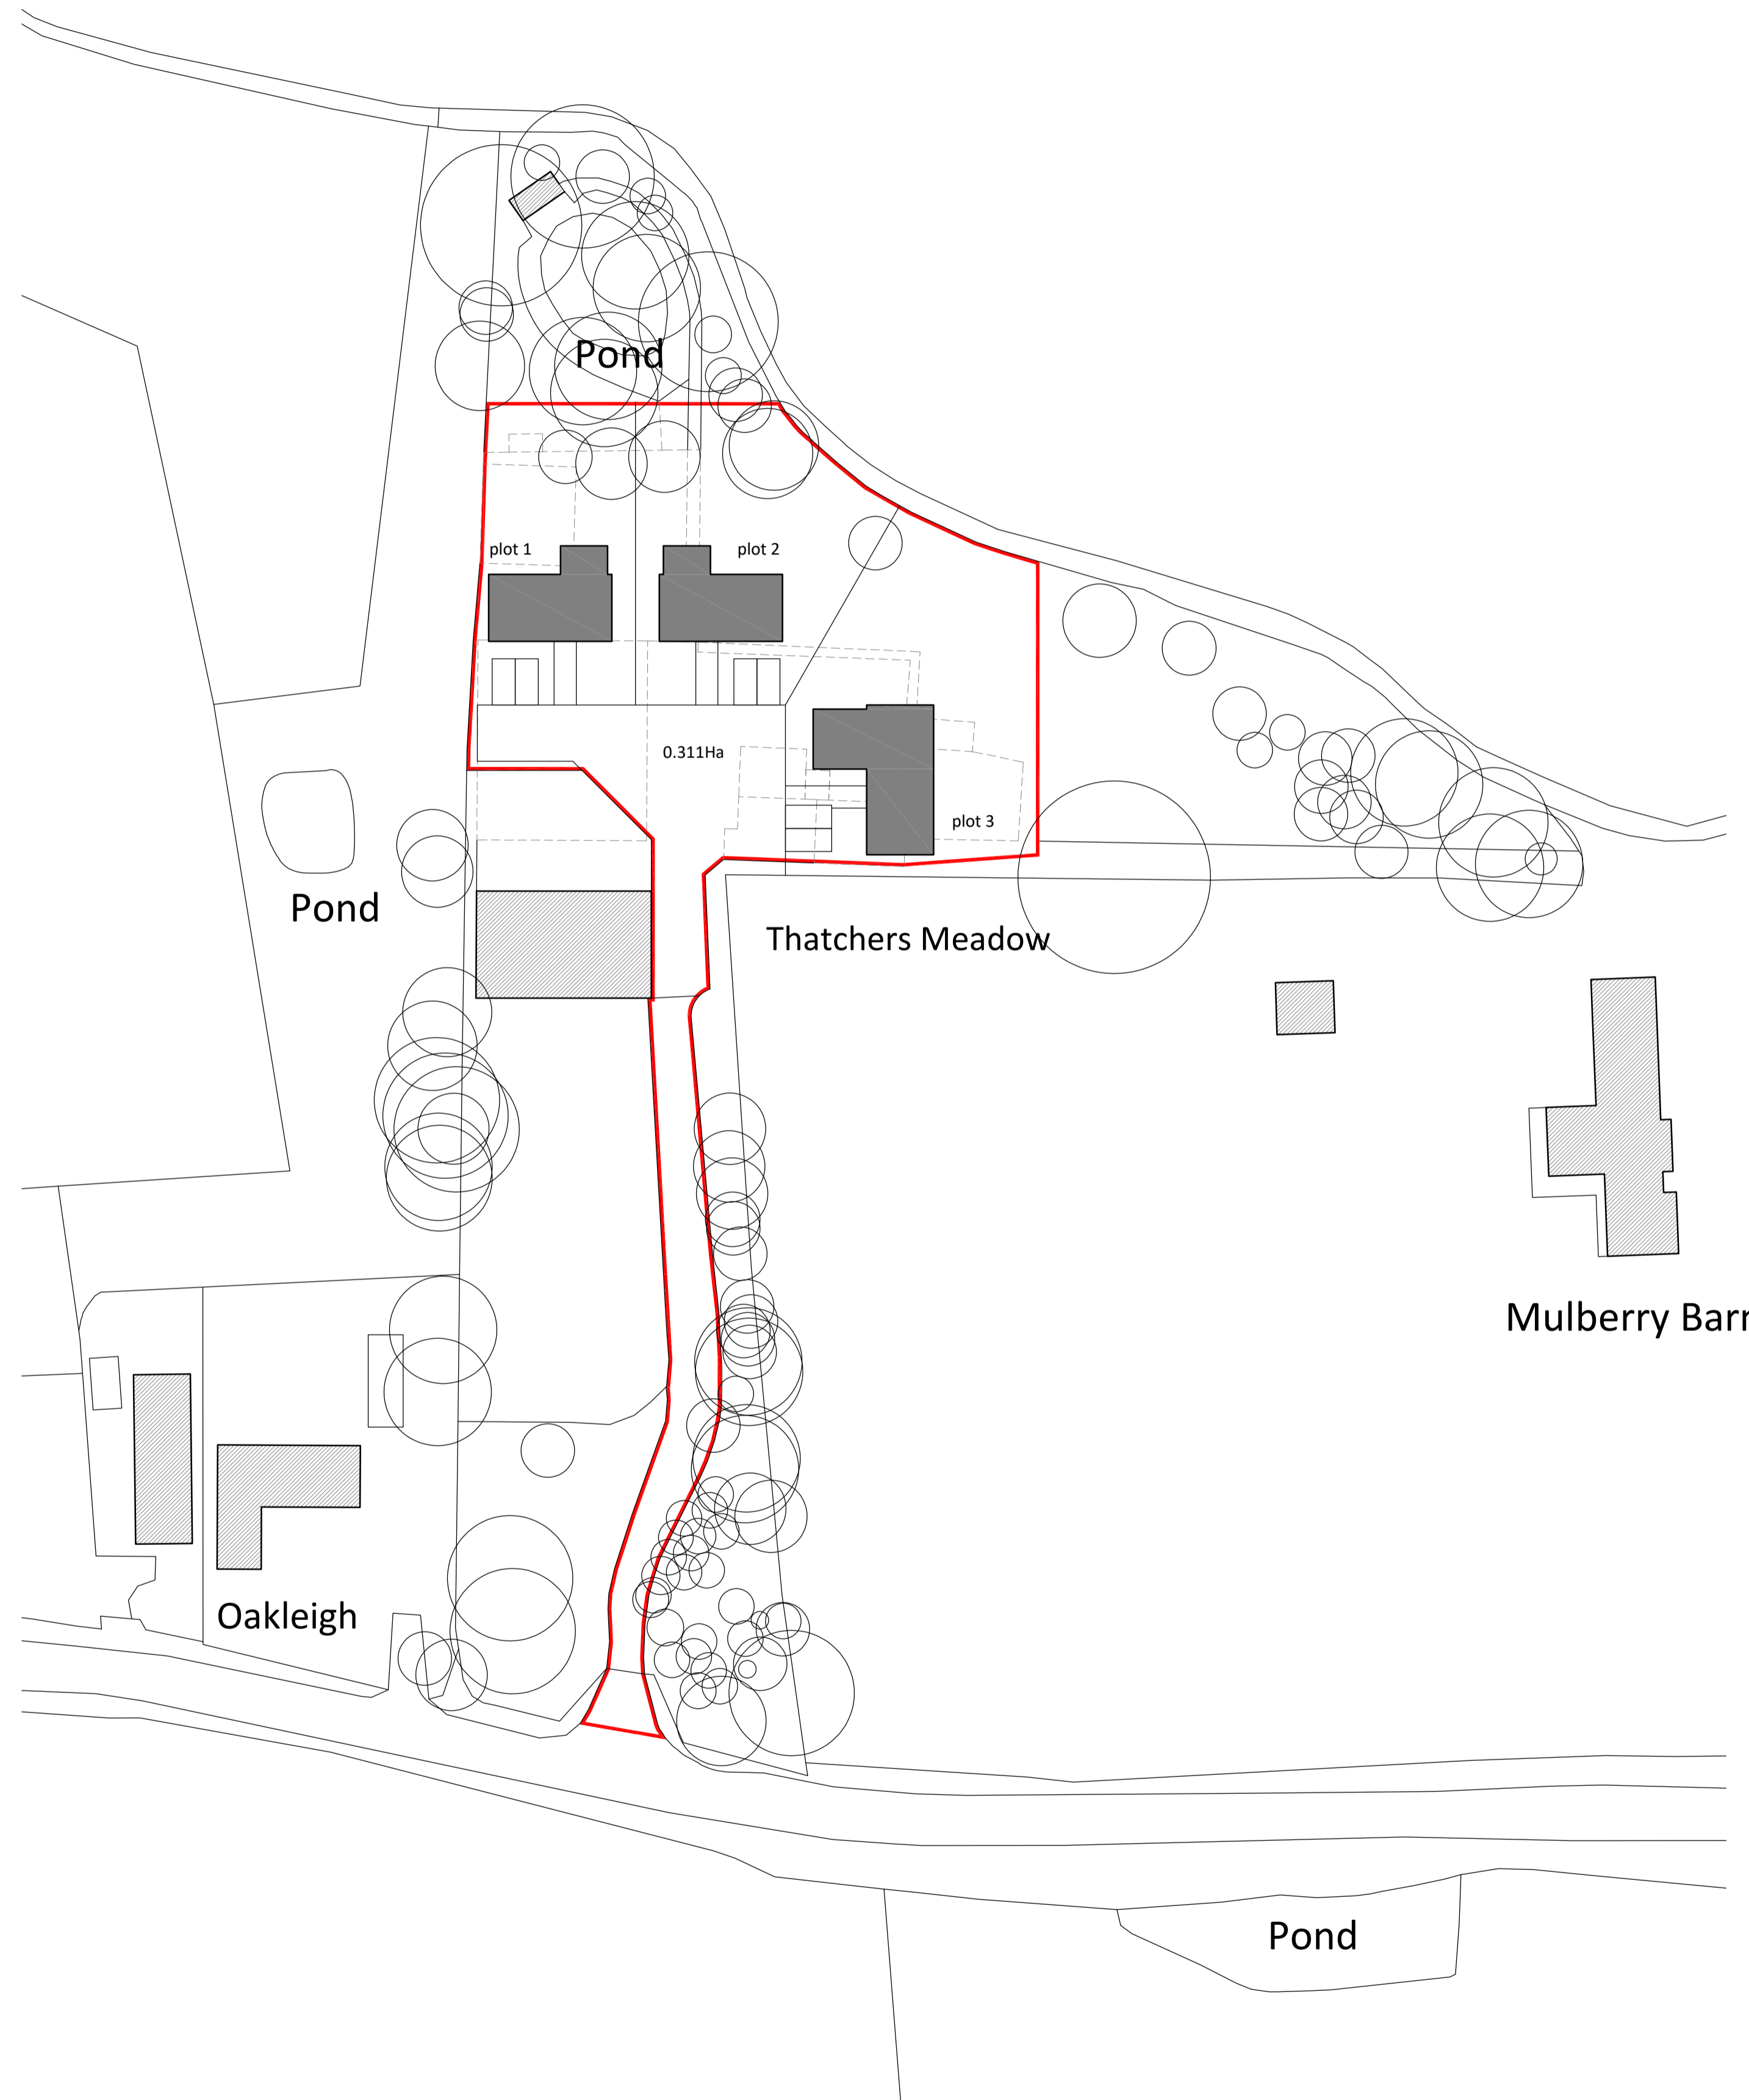 Pond
plot 1
plot 2
0.311Ha
plot 3
Pond
Thatchers Meadow
Mulberry Barn
Oakleigh
Pond